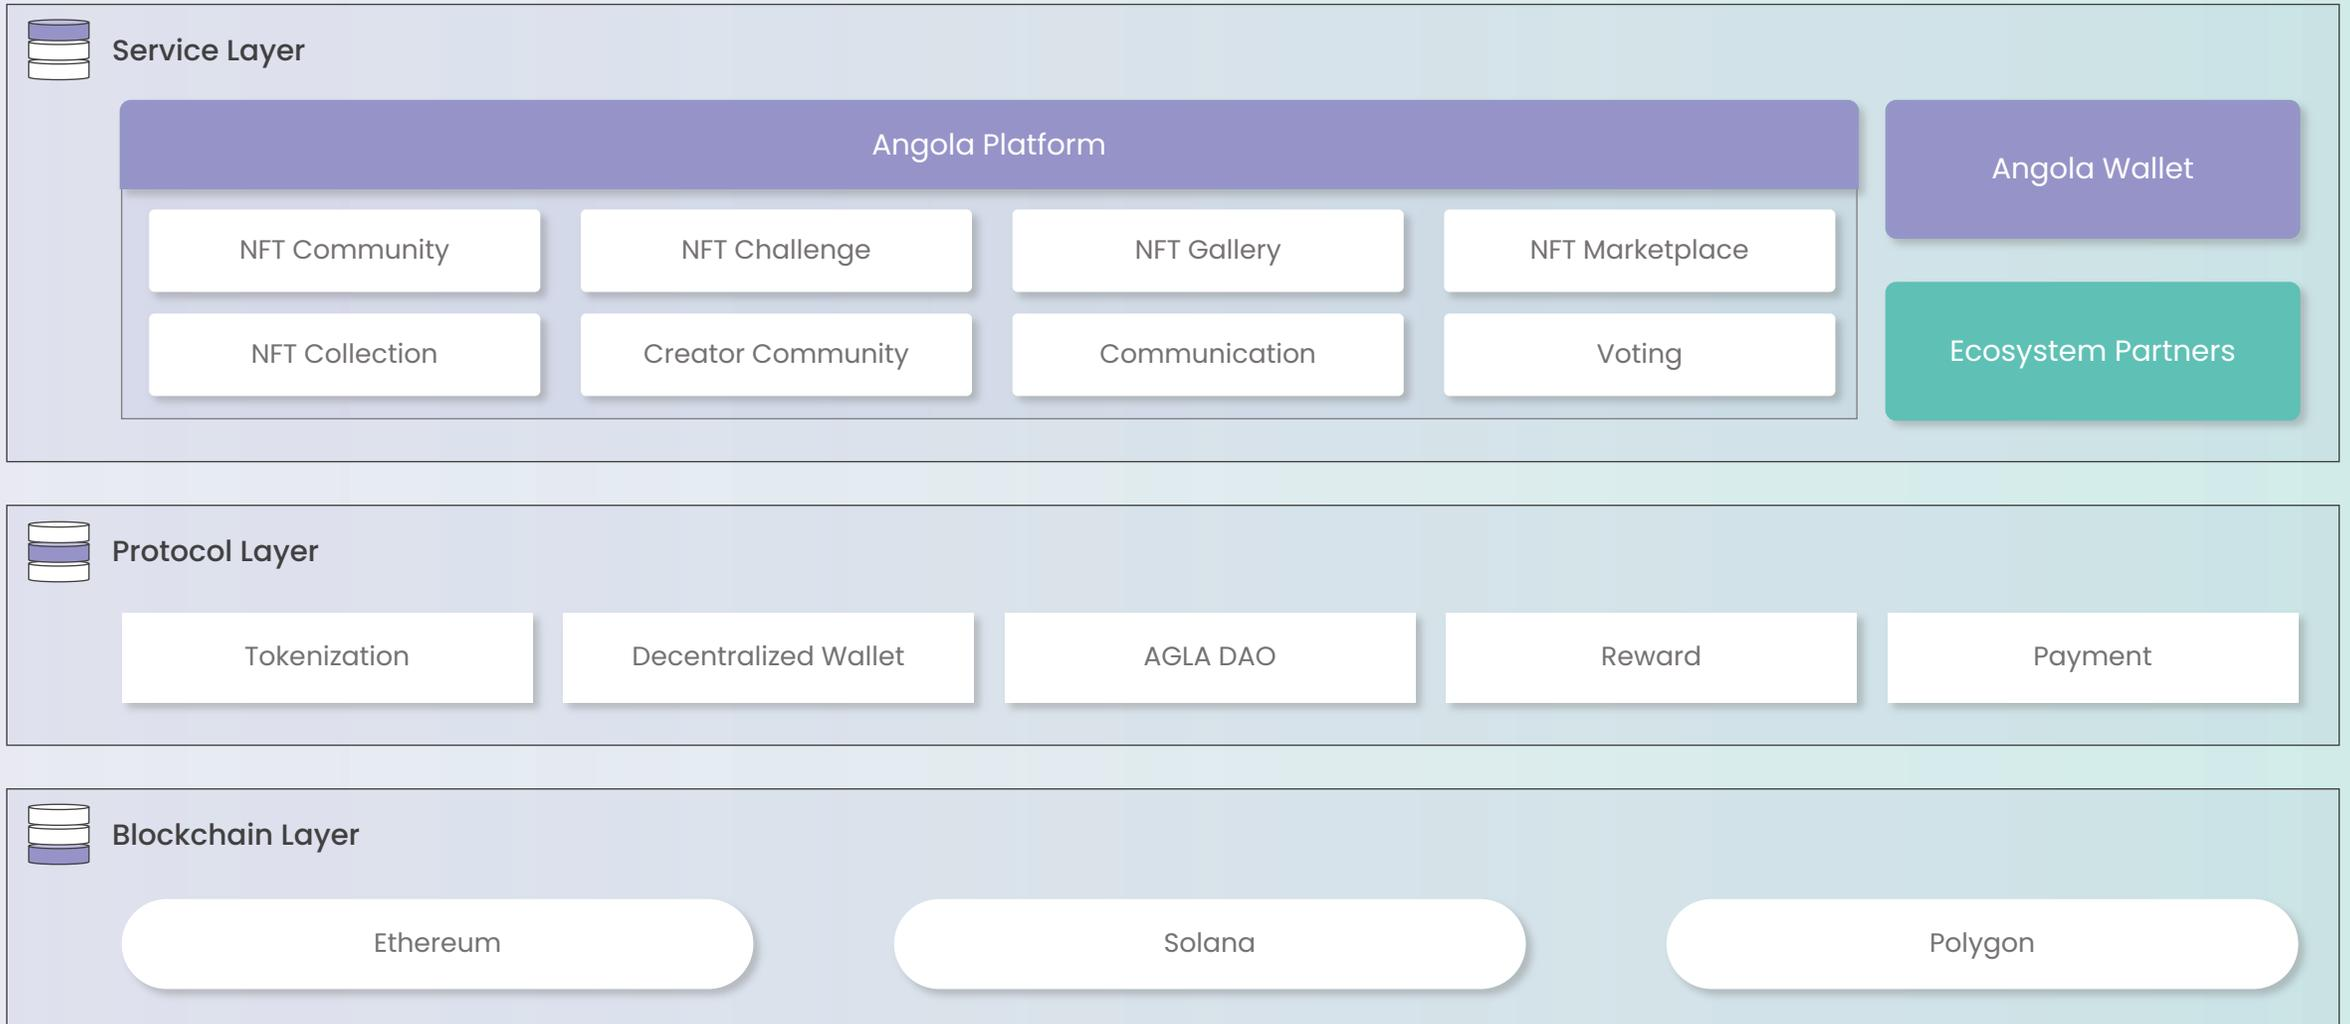 Service Layer
Angola Platform
Angola Wallet
NFT Community
NFT Challenge
NFT Gallery
NFT Marketplace
NFT Collection
Creator Community
Communication
Voting
Ecosystem Partners
Protocol Layer
Tokenization
Decentralized Wallet
AGLA DAO
Reward
Payment
Blockchain Layer
Ethereum
Solana
Polygon